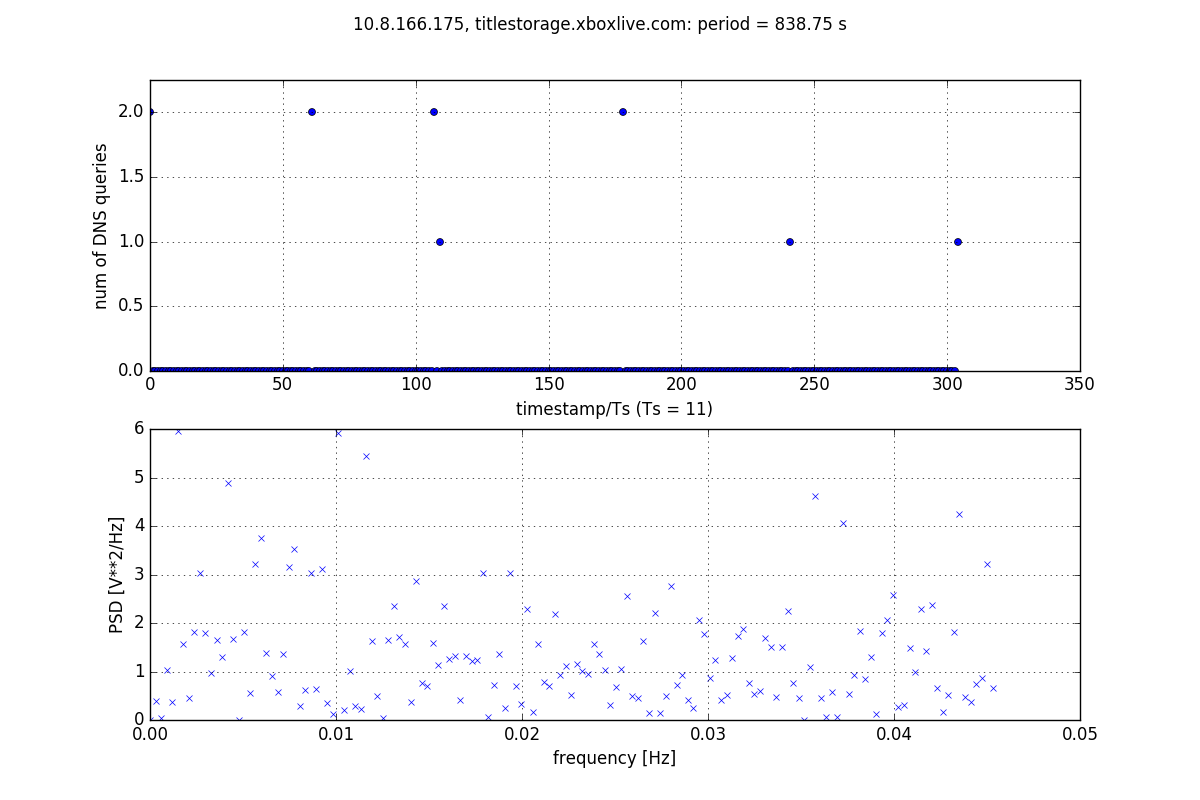 10.8.166.175, titlestorage.xboxlive.com: period = 838.75 s
2.0
1.5
1.0
0.5
0.0
num of DNS queries
0 50 100 150 200 250 300 350
timestamp/Ts (Ts = 11)
6
5
4
3
2
1
0
PSD [V**2/Hz]
0.00 0.01 0.02 0.03 0.04 0.05
frequency [Hz]